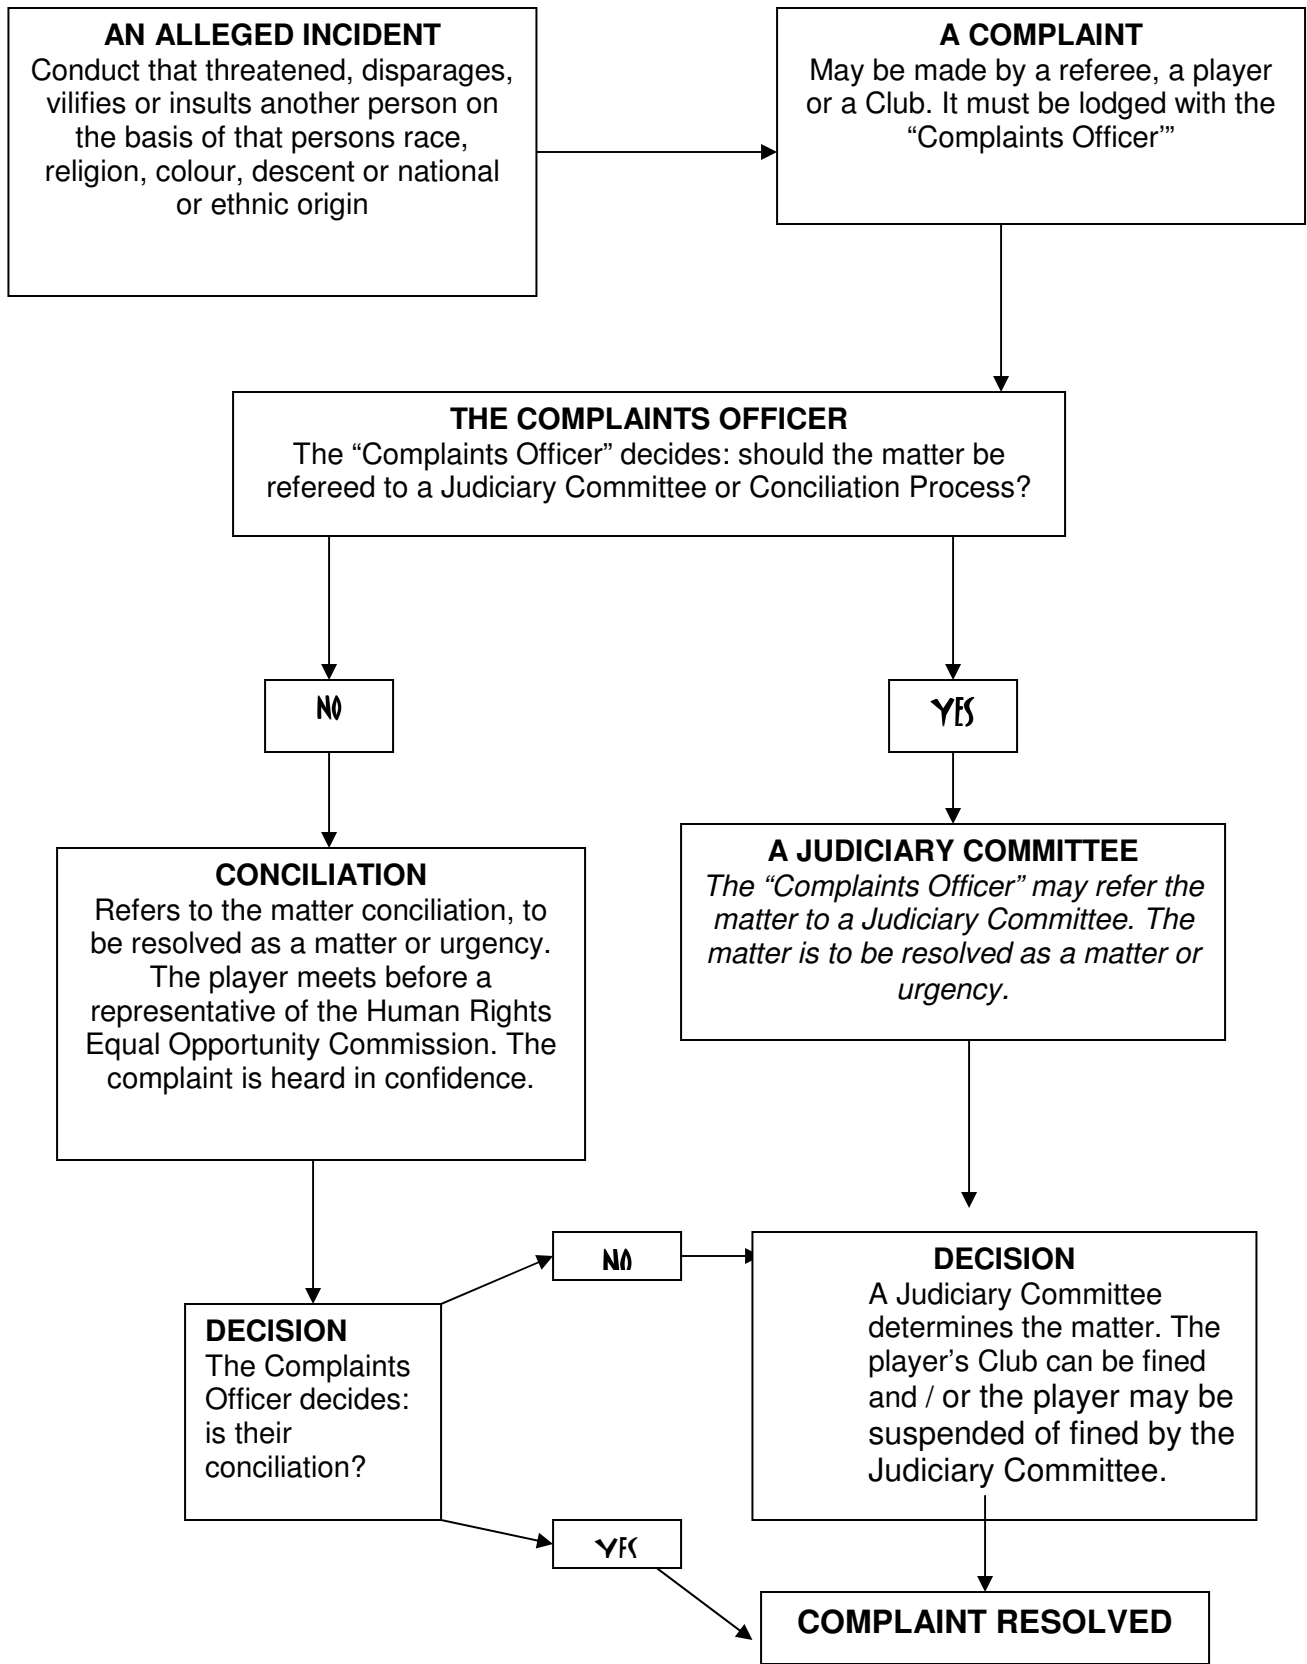 AN ALLEGED INCIDENT
Conduct that threatened, disparages,
vilifies or insults another person on
the basis of that persons race,
religion, colour, descent or national
or ethnic origin
A COMPLAINT
May be made by a referee, a player
or a Club. It must be lodged with the
“Complaints Officer’”
THE COMPLAINTS OFFICER
The “Complaints Officer” decides: should the matter be
refereed to a Judiciary Committee or Conciliation Process?
NO
YES
CONCILIATION
Refers to the matter conciliation, to
be resolved as a matter or urgency.
The player meets before a
representative of the Human Rights
Equal Opportunity Commission. The
complaint is heard in confidence.
A JUDICIARY COMMITTEE
The “Complaints Officer” may refer the
matter to a Judiciary Committee. The
matter is to be resolved as a matter or
urgency.
DECISION
The Complaints
Officer decides:
is their
conciliation?
NO
YES
DECISION
A Judiciary Committee
determines the matter. The
player’s Club can be fined
and / or the player may be
suspended of fined by the
Judiciary Committee.
COMPLAINT RESOLVED